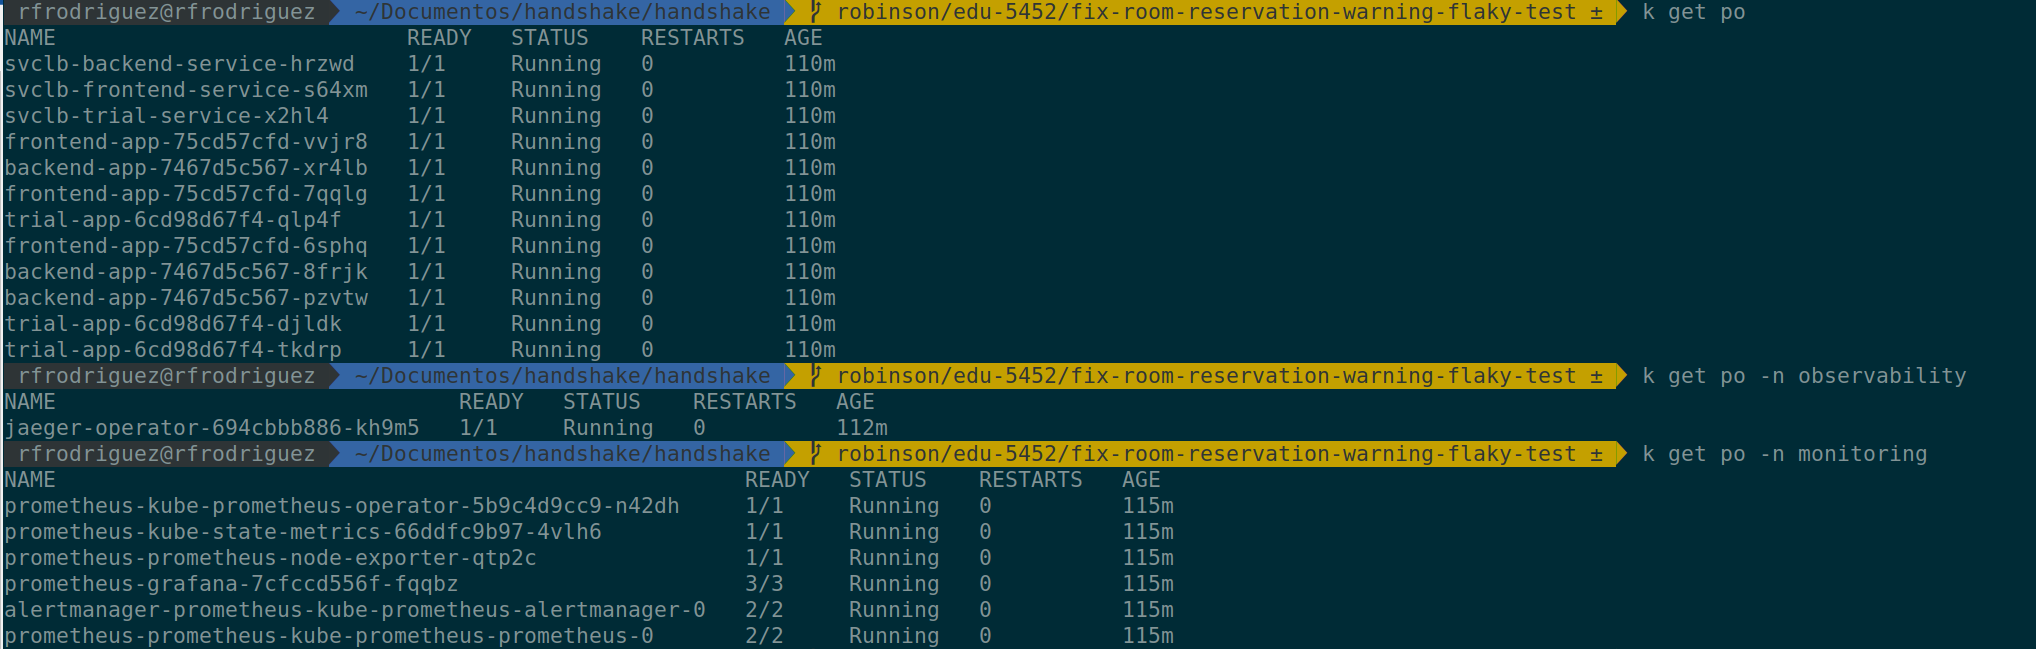 rfrodriguez@rfrodriguez ~/Documentos/handshake/handshake robinson/edu-5452/fix-room-reservation-warning-flaky-test ± k get po
NAME READY STATUS RESTARTS AGE
svclb-backend-service-hrzwd 1/1 Running 0 110m
svclb-frontend-service-s64xm 1/1 Running 0 110m
svclb-trial-service-x2hl4 1/1 Running 0 110m
frontend-app-75cd57cfd-vvjr8 1/1 Running 0 110m
backend-app-7467d5c567-xr4lb 1/1 Running 0 110m
frontend-app-75cd57cfd-7qqlg 1/1 Running 0 110m
trial-app-6cd98d67f4-qlp4f 1/1 Running 0 110m
frontend-app-75cd57cfd-6sphq 1/1 Running 0 110m
backend-app-7467d5c567-8frjk 1/1 Running 0 110m
backend-app-7467d5c567-pzvtw 1/1 Running 0 110m
trial-app-6cd98d67f4-djldk 1/1 Running 0 110m
trial-app-6cd98d67f4-tkdrp 1/1 Running 0 110m
rfrodriguez@rfrodriguez ~/Documentos/handshake/handshake robinson/edu-5452/fix-room-reservation-warning-flaky-test ± k get po -n observability
NAME READY STATUS RESTARTS AGE
jaeger-operator-694cbbb886-kh9m5 1/1 Running 0 112m
rfrodriguez@rfrodriguez ~/Documentos/handshake/handshake robinson/edu-5452/fix-room-reservation-warning-flaky-test ± k get po -n monitoring
NAME READY STATUS RESTARTS AGE
prometheus-kube-prometheus-operator-5b9c4d9cc9-n42dh 1/1 Running 0 115m
prometheus-kube-state-metrics-66ddfc9b97-4vlh6 1/1 Running 0 115m
prometheus-prometheus-node-exporter-qtp2c 1/1 Running 0 115m
prometheus-grafana-7cfccd556f-fqqbz 3/3 Running 0 115m
alertmanager-prometheus-kube-prometheus-alertmanager-0 2/2 Running 0 115m
prometheus-prometheus-kube-prometheus-prometheus-0 2/2 Running 0 115m